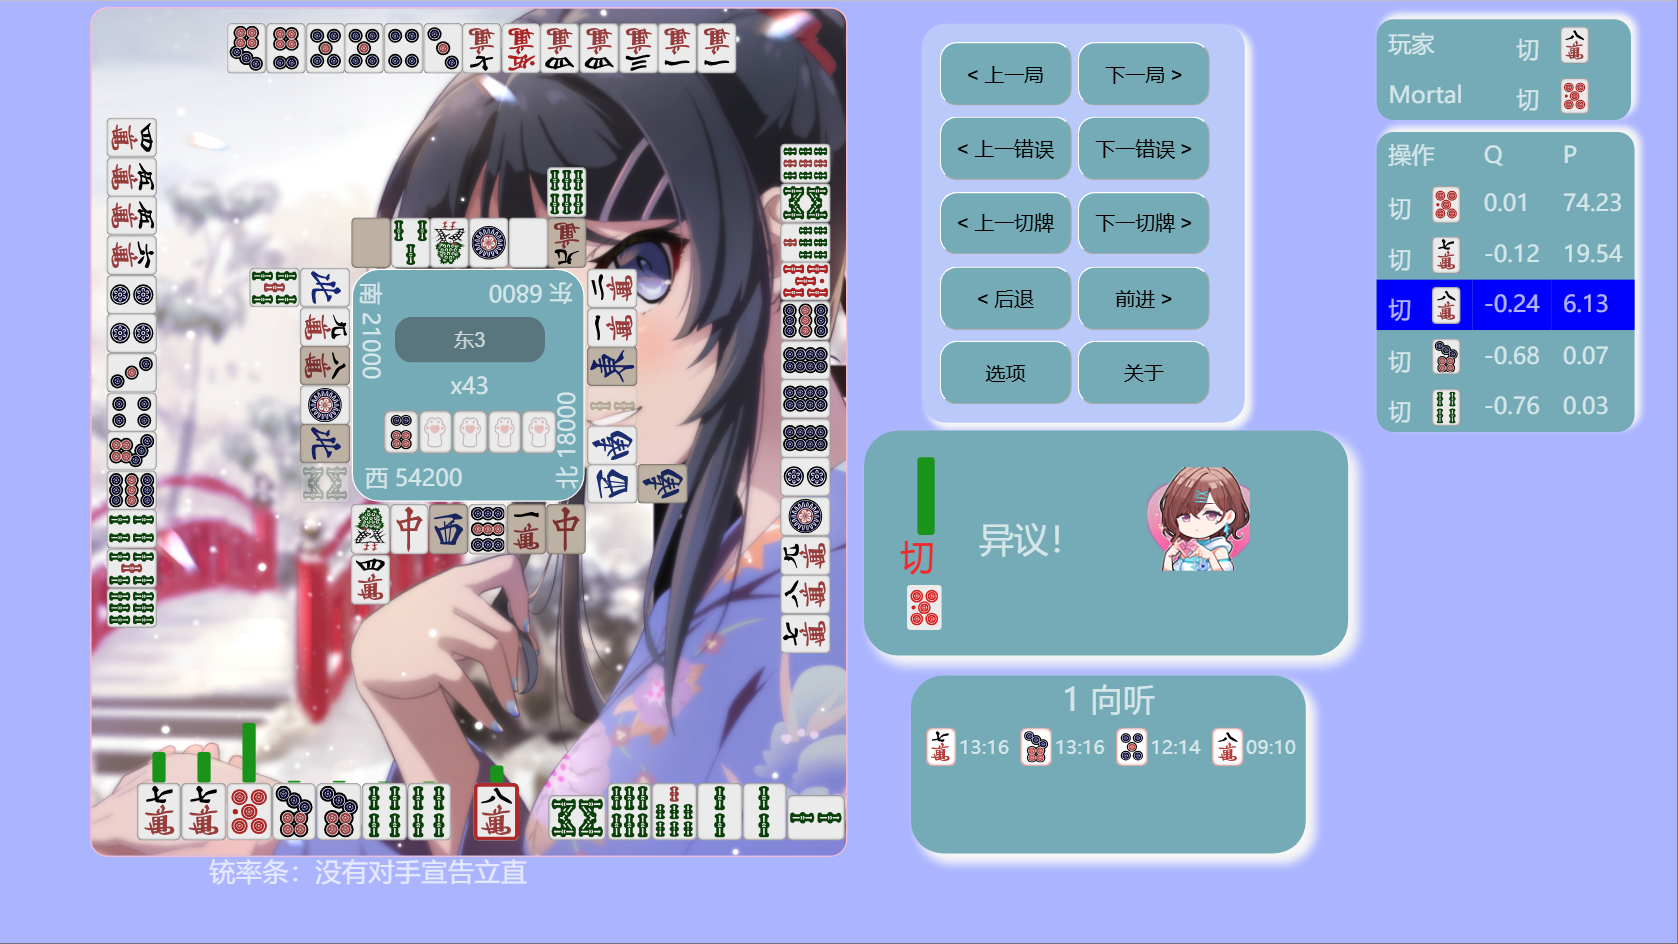 < 上一局
下一局 >
< 上一错误
下一错误 >
< 上一切牌
下一切牌 >
< 后退
前进 >
选项
关于
玩家 切
Mortal 切
操作 Q P
切 0.01 74.23
切 -0.12 19.54
切 -0.24 6.13
切 -0.68 0.07
切 -0.76 0.03
东 6800
南 21000
东3
x43
北 18000
西 54200
切
异议！
1 向听
13:16 13:16 12:14 09:10
铳率条：没有对手宣告立直